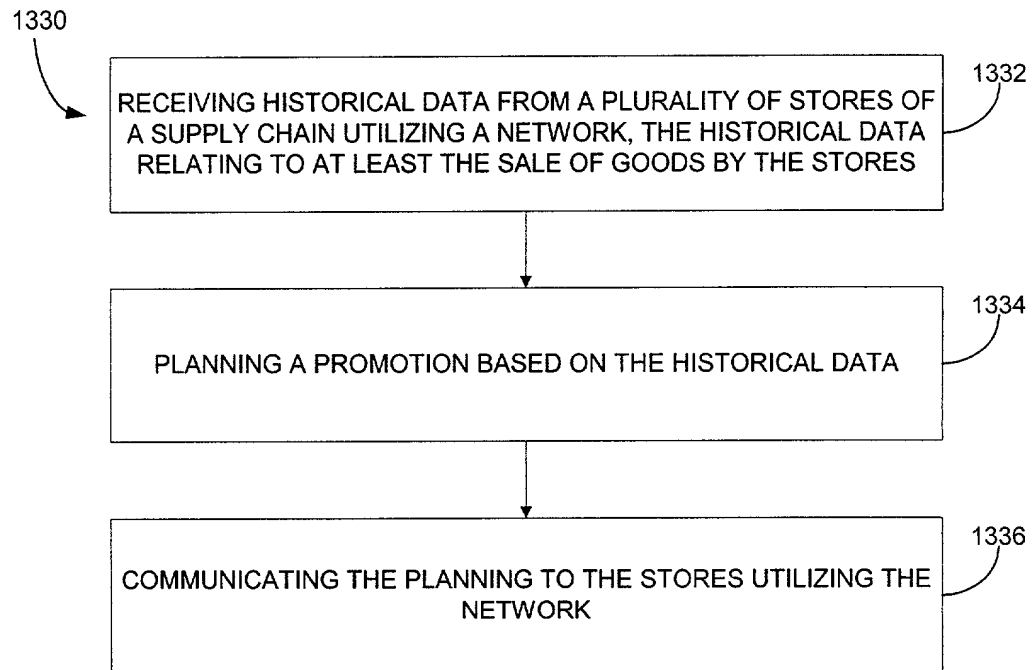 1330
1332
RECEIVING HISTORICAL DATA FROM A PLURALITY OF STORES OF
A SUPPLY CHAIN UTILIZING A NETWORK, THE HISTORICAL DATA
RELATING TO AT LEAST THE SALE OF GOODS BY THE STORES
1334
PLANNING A PROMOTION BASED ON THE HISTORICAL DATA
1336
COMMUNICATING THE PLANNING TO THE STORES UTILIZING THE
NETWORK